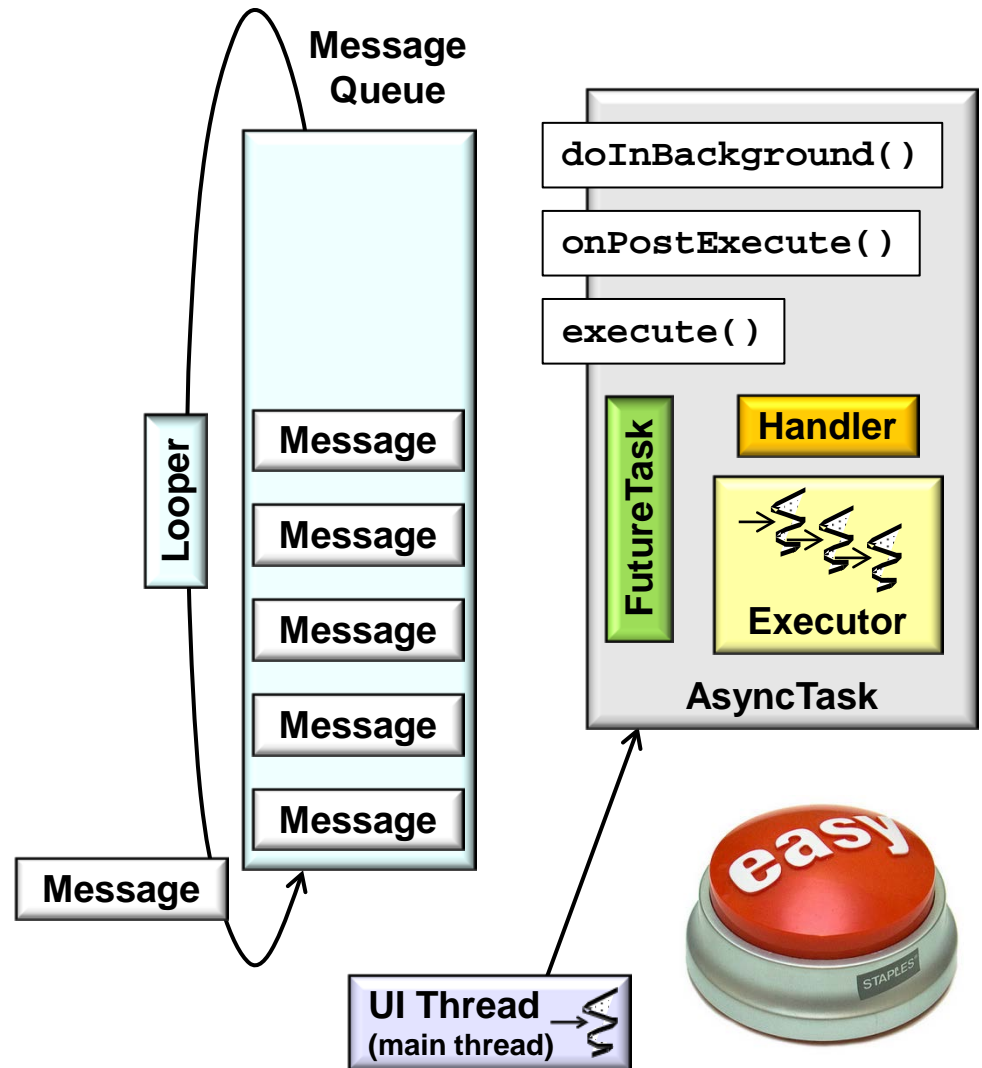 Message
Queue
doInBackground()
onPostExecute()
execute()
Looper
Message
Message
Message
Message
Message
Message
FutureTask
Handler
Executor
AsyncTask
UI Thread
(main thread)
easy
STAPLES®